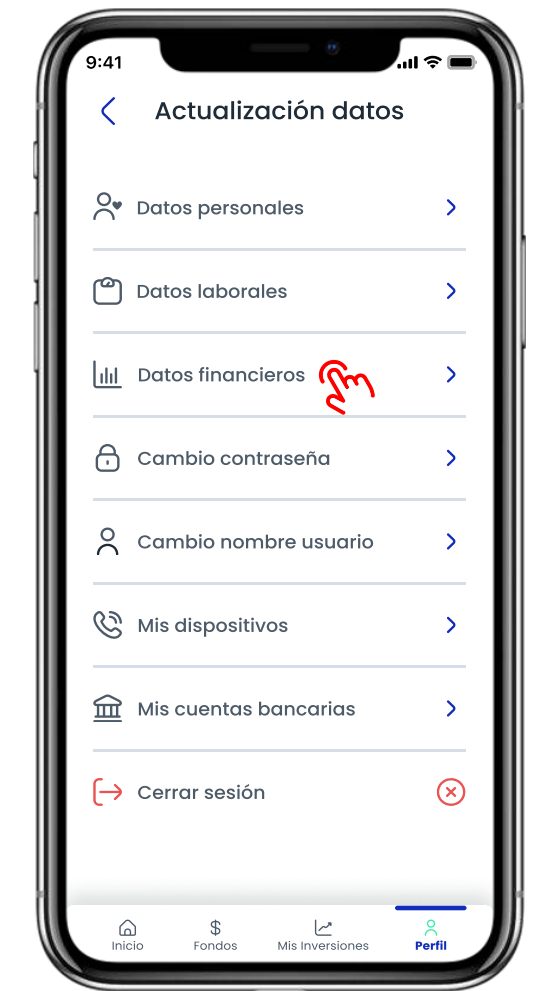 9:41
Actualización datos
Datos personales
Datos laborales
Datos financieros
Cambio contraseña
Cambio nombre usuario
Mis dispositivos
Mis cuentas bancarias
Cerrar sesión
Inicio
Fondos
Mis Inversiones
Perfil